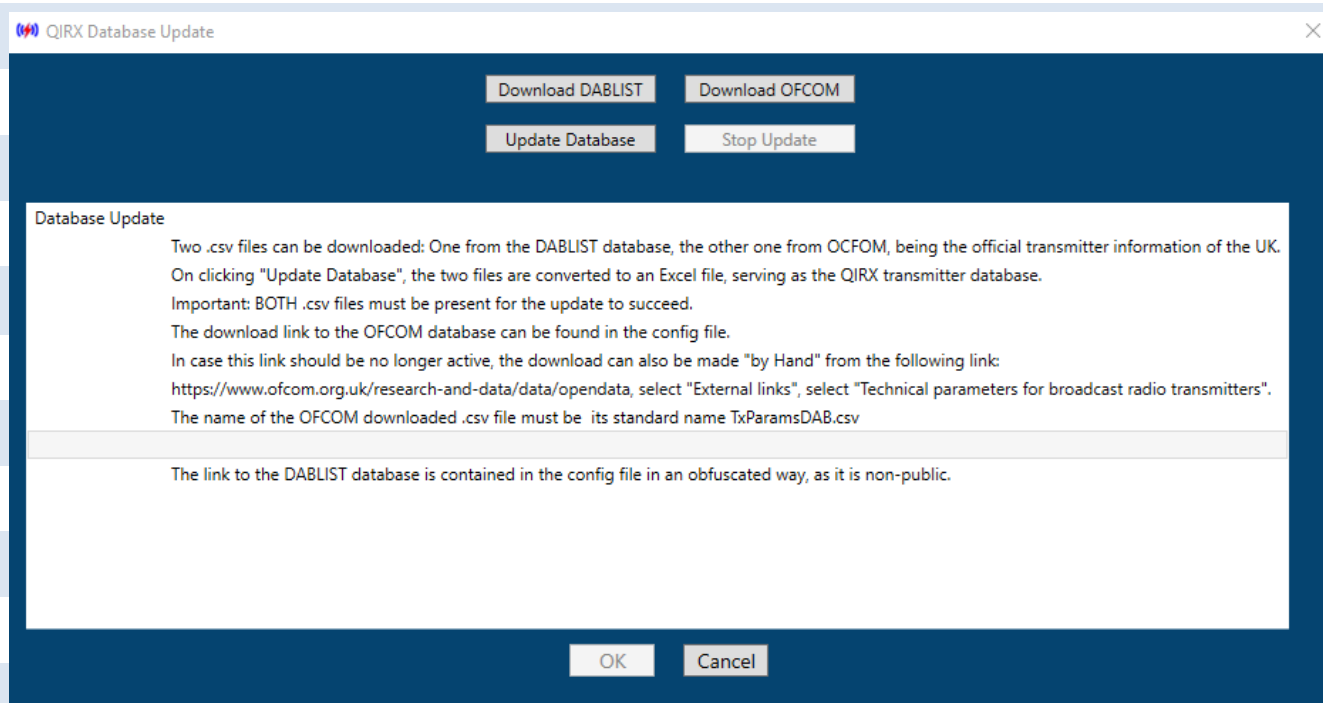 QIRX Database Update
Download DABLIST
Download OFCOM
Update Database
Stop Update
Database Update
Two .csv files can be downloaded: One from the DABLIST database, the other one from OCFOM, being the official transmitter information of the UK.
On clicking "Update Database", the two files are converted to an Excel file, serving as the QIRX transmitter database.
Important: BOTH .csv files must be present for the update to succeed.
The download link to the OFCOM database can be found in the config file.
In case this link should be no longer active, the download can also be made "by Hand" from the following link:
https://www.ofcom.org.uk/research-and-data/data/opendata, select "External links", select "Technical parameters for broadcast radio transmitters".
The name of the OFCOM downloaded .csv file must be  its standard name TxParamsDAB.csv
The link to the DABLIST database is contained in the config file in an obfuscated way, as it is non-public.
OK
Cancel